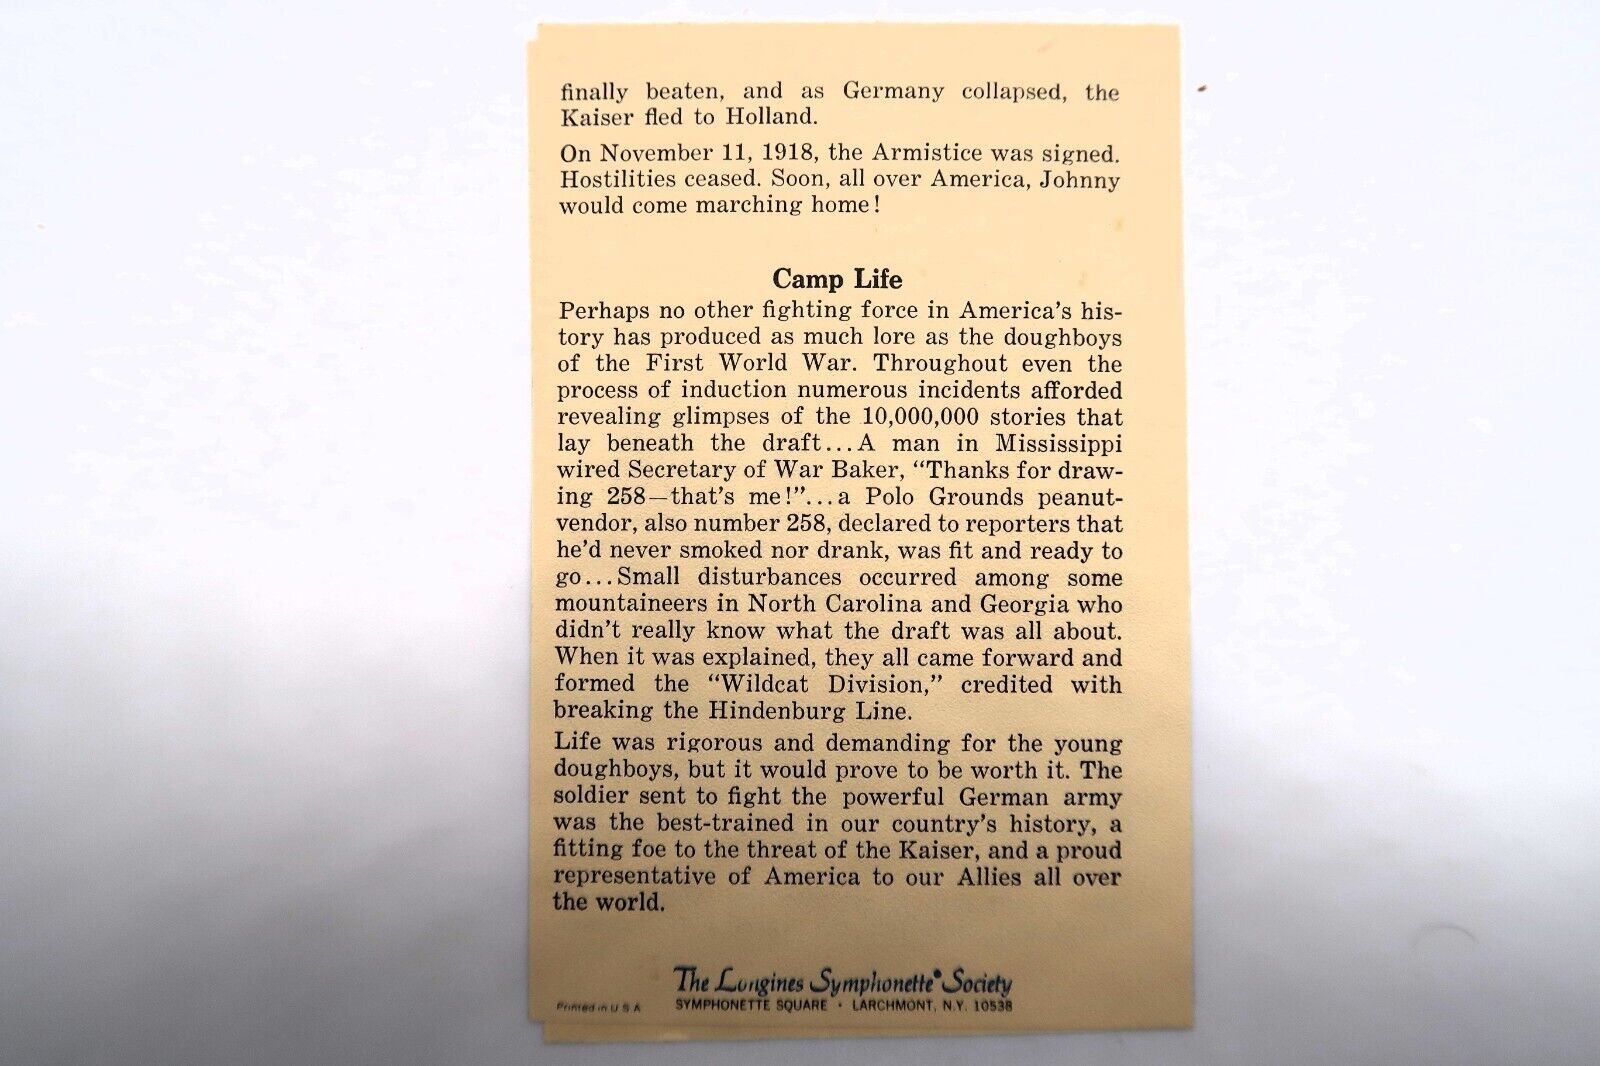 finally beaten, and as Germany collapsed, the
Kaiser fled to Holland.
On November 11, 1918, the Armistice was signed.
Hostilities ceased. Soon, all over America, Johnny
would come marching home!
Camp Life
Perhaps no other fighting force in America's his-
tory has produced as much lore as the doughboys
of the First World War. Throughout even the
process of induction numerous incidents afforded
revealing glimpses of the 10,000,000 stories that
lay beneath the draft...A man in Mississippi
wired Secretary of War Baker, “Thanks for draw-
ing 258—that's me!”...a Polo Grounds peanut-
vendor, also number 258, declared to reporters that
he'd never smoked nor drank, was fit and ready to
go...Small disturbances occurred among some
mountaineers in North Carolina and Georgia who
didn't really know what the draft was all about.
When it was explained, they all came forward and
formed the “Wildcat Division,” credited with
breaking the Hindenburg Line.
Life was rigorous and demanding for the young
doughboys, but it would prove to be worth it. The
soldier sent to fight the powerful German army
was the best-trained in our country's history, a
fitting foe to the threat of the Kaiser, and a proud
representative of America to our Allies all over
the world.
The Longines Symphonette® Society
Printed in U S A SYMPHONETTE SQUARE • LARCHMONT, N.Y. 10538